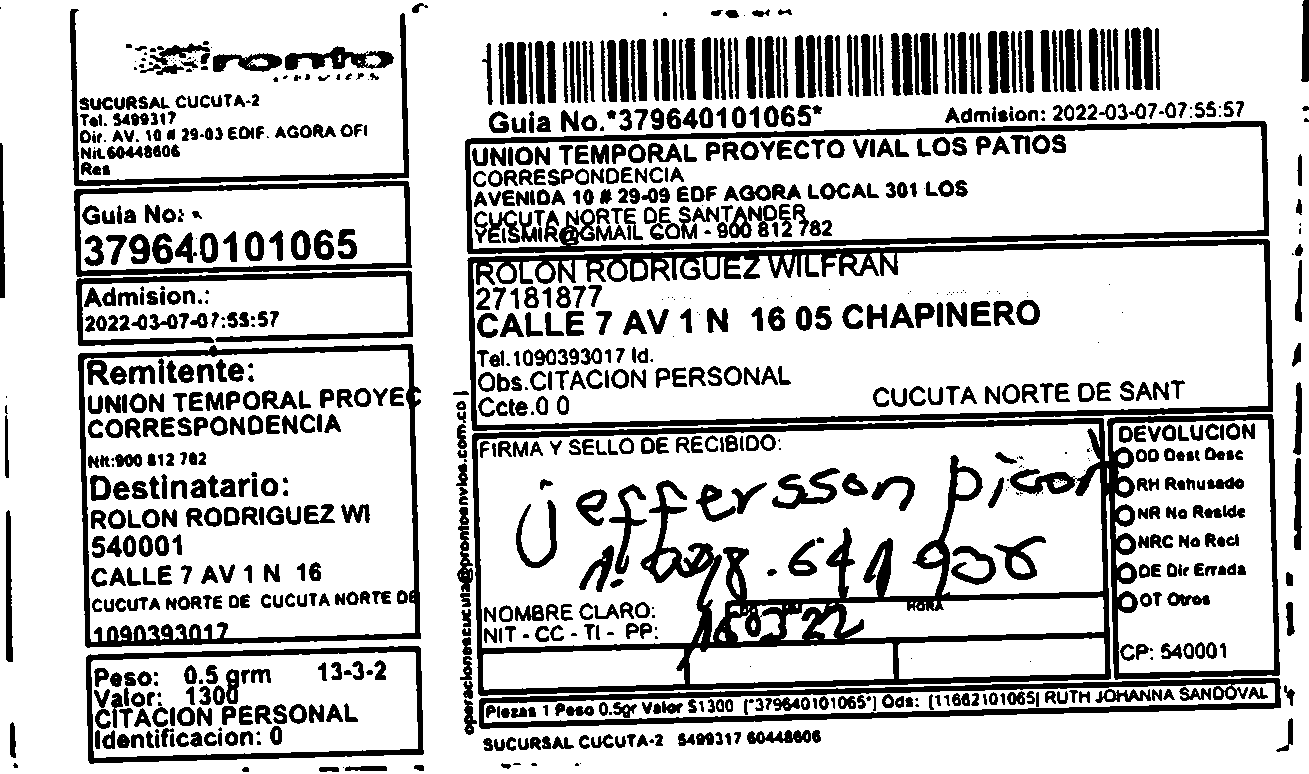 Pronto
SUCURSAL CUCUTA-2
Tel. 5499317
Dir. AV. 10 # 29-03 EDIF. AGORA OFI
Nit.60448606
Res
Guia No:
379640101065
Admision.:
2022-03-07-07:55:57
Remitente:
UNION TEMPORAL PROYEC
CORRESPONDENCIA
Nit:900 812 782
Destinatario:
ROLON RODRIGUEZ WI
540001
CALLE 7 AV 1 N 16
CUCUTA NORTE DE CUCUTA NORTE DE
1090393017
Peso: 0.5 grm 13-3-2
Valor: 1300
CITACION PERSONAL
Identificacion: 0
Guia No.*379640101065* Admision: 2022-03-07-07:55:57
UNION TEMPORAL PROYECTO VIAL LOS PATIOS
CORRESPONDENCIA
AVENIDA 10 # 29-09 EDF AGORA LOCAL 301 LOS
CUCUTA NORTE DE SANTANDER
YEISMIR@GMAIL COM - 900 812 782
ROLON RODRIGUEZ WILFRAN
27181877
CALLE 7 AV 1 N 16 05 CHAPINERO
Tel.1090393017 Id.
Obs.CITACION PERSONAL
Ccte.0 0
CUCUTA NORTE DE SANT
operacionescucuta@prontoenvios.com.co |
FIRMA Y SELLO DE RECIBIDO:
Jeffersson picon
NOMBRE CLARO:
NIT - CC - TI - PP:
HORA
DEVOLUCION
OD Dest Desc
RH Rehusado
NR No Reside
NRC No Recl
DE Dir Errada
OT Otros
CP: 540001
Piezas 1 Peso 0.5gr Valor $1300 [*379640101065*] Ods: [11662101065] RUTH JOHANNA SANDOVAL
SUCURSAL CUCUTA-2 5499317 60448606